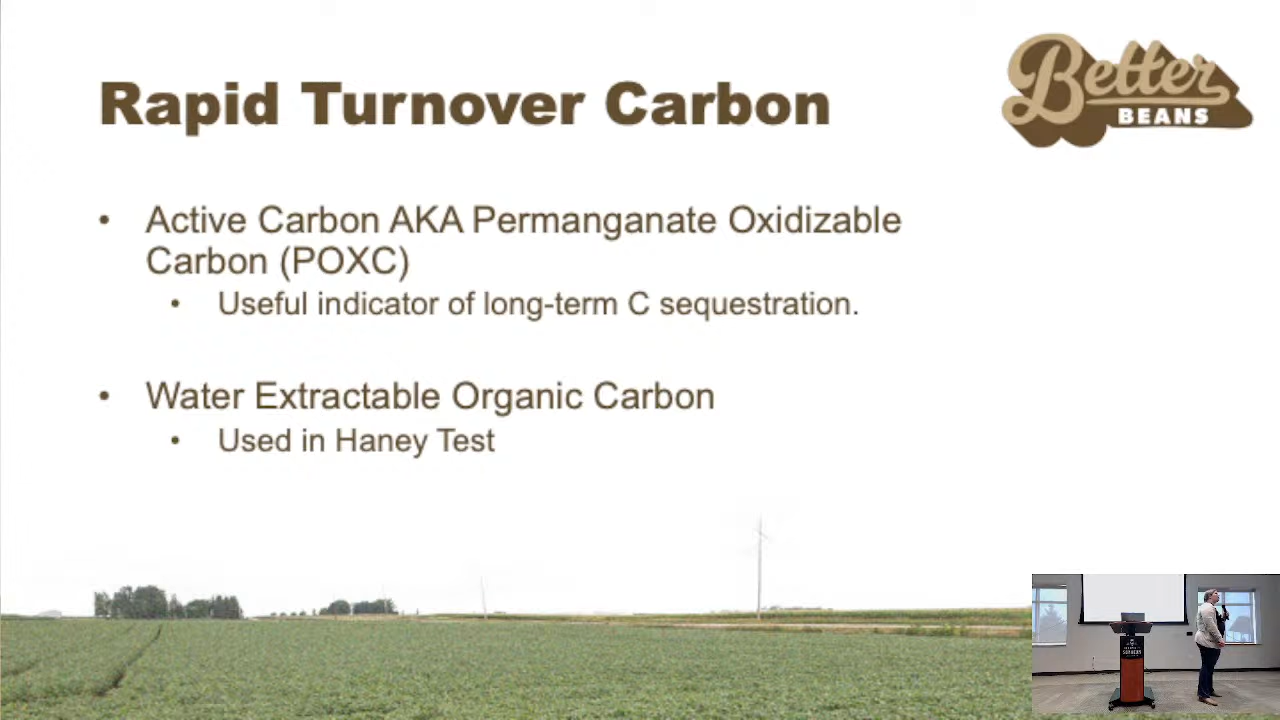 Rapid Turnover Carbon
Better
BEANS
• Active Carbon AKA Permanganate Oxidizable
Carbon (POXC)
• Useful indicator of long-term C sequestration.
• Water Extractable Organic Carbon
• Used in Haney Test